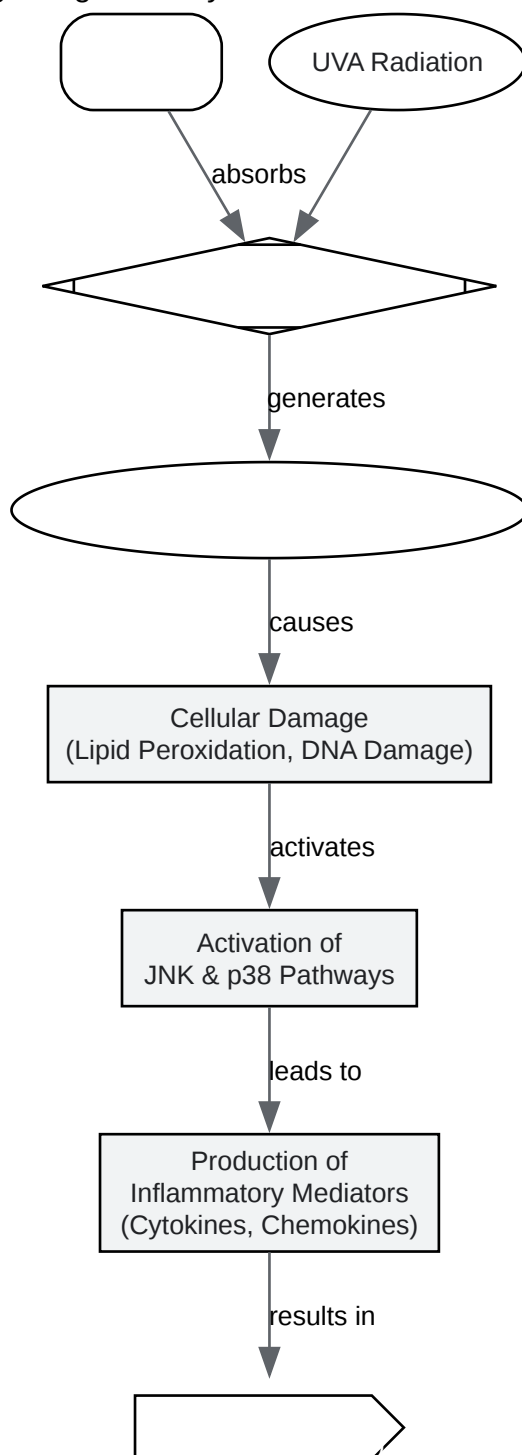 UVA Radiation
absorbs
generates
causes
Cellular Damage
(Lipid Peroxidation, DNA Damage)
activates
Activation of
JNK & p38 Pathways
leads to
Production of
Inflammatory Mediators
(Cytokines, Chemokines)
results in